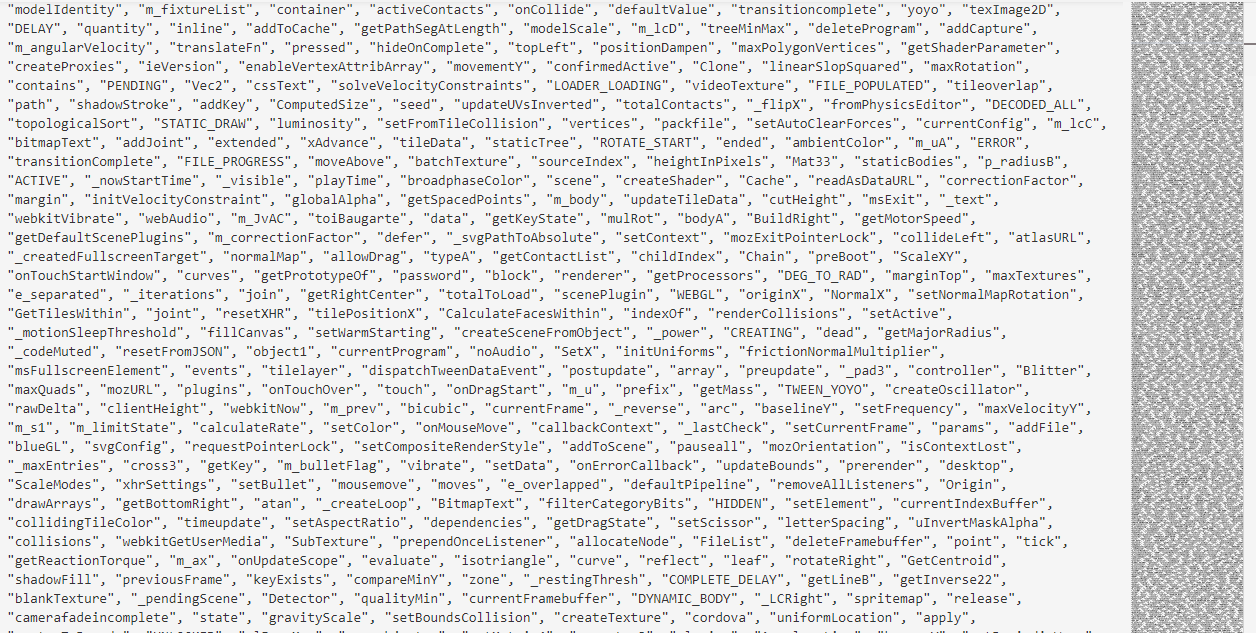 "modelIdentity", "m_fixtureList", "container", "activeContacts", "onCollide", "defaultValue", "transitioncomplete", "yoyo", "texImage2D",
"DELAY", "quantity", "inline", "addToCache", "getPathSegAtLength", "modelScale", "m_lcD", "treeMinMax", "deleteProgram", "addCapture",
"m_angularVelocity", "translateFn", "pressed", "hideOnComplete", "topLeft", "positionDampen", "maxPolygonVertices", "getShaderParameter",
"createProxies", "ieVersion", "enableVertexAttribArray", "movementY", "confirmedActive", "Clone", "linearSlopSquared", "maxRotation",
"contains", "PENDING", "Vec2", "cssText", "solveVelocityConstraints", "LOADER_LOADING", "videoTexture", "FILE_POPULATED", "tileoverlap",
"path", "shadowStroke", "addKey", "ComputedSize", "seed", "updateUVsInverted", "totalContacts", "_flipX", "fromPhysicsEditor", "DECODED_ALL",
"topologicalSort", "STATIC_DRAW", "luminosity", "setFromTileCollision", "vertices", "packfile", "setAutoClearForces", "currentConfig", "m_lcC",
"bitmapText", "addJoint", "extended", "xAdvance", "tileData", "staticTree", "ROTATE_START", "ended", "ambientColor", "m_uA", "ERROR",
"transitionComplete", "FILE_PROGRESS", "moveAbove", "batchTexture", "sourceIndex", "heightInPixels", "Mat33", "staticBodies", "p_radiusB",
"ACTIVE", "_nowStartTime", "_visible", "playTime", "broadphaseColor", "scene", "createShader", "Cache", "readAsDataURL", "correctionFactor",
"margin", "initVelocityConstraint", "globalAlpha", "getSpacedPoints", "m_body", "updateTileData", "cutHeight", "msExit", "_text",
"webkitVibrate", "webAudio", "m_JvAC", "toiBaugarte", "data", "getKeyState", "mulRot", "bodyA", "BuildRight", "getMotorSpeed",
"getDefaultScenePlugins", "m_correctionFactor", "defer", "_svgPathToAbsolute", "setContext", "mozExitPointerLock", "collideLeft", "atlasURL",
"_createdFullscreenTarget", "normalMap", "allowDrag", "typeA", "getContactList", "childIndex", "Chain", "preBoot", "ScaleXY",
"onTouchStartWindow", "curves", "getPrototypeOf", "password", "block", "renderer", "getProcessors", "DEG_TO_RAD", "marginTop", "maxTextures",
"e_separated", "_iterations", "join", "getRightCenter", "totalToLoad", "scenePlugin", "WEBGL", "originX", "NormalX", "setNormalMapRotation",
"GetTilesWithin", "joint", "resetXHR", "tilePositionX", "CalculateFacesWithin", "indexOf", "renderCollisions", "setActive",
"_motionSleepThreshold", "fillCanvas", "setWarmStarting", "createSceneFromObject", "_power", "CREATING", "dead", "getMajorRadius",
"_codeMuted", "resetFromJSON", "object1", "currentProgram", "noAudio", "SetX", "initUniforms", "frictionNormalMultiplier",
"msFullscreenElement", "events", "tilelayer", "dispatchTweenDataEvent", "postupdate", "array", "preupdate", "_pad3", "controller", "Blitter",
"maxQuads", "mozURL", "plugins", "onTouchOver", "touch", "onDragStart", "m_u", "prefix", "getMass", "TWEEN_YOYO", "createOscillator",
"rawDelta", "clientHeight", "webkitNow", "m_prev", "bicubic", "currentFrame", "_reverse", "arc", "baselineY", "setFrequency", "maxVelocityY",
"m_s1", "m_limitState", "calculateRate", "setColor", "onMouseMove", "callbackContext", "_lastCheck", "setCurrentFrame", "params", "addFile",
"blueGL", "svgConfig", "requestPointerLock", "setCompositeRenderStyle", "addToScene", "pauseall", "mozOrientation", "isContextLost",
"_maxEntries", "cross3", "getKey", "m_bulletFlag", "vibrate", "setData", "onErrorCallback", "updateBounds", "prerender", "desktop",
"ScaleModes", "xhrSettings", "setBullet", "mousemove", "moves", "e_overlapped", "defaultPipeline", "removeAllListeners", "Origin",
"drawArrays", "getBottomRight", "atan", "_createLoop", "BitmapText", "filterCategoryBits", "HIDDEN", "setElement", "currentIndexBuffer",
"collidingTileColor", "timeupdate", "setAspectRatio", "dependencies", "getDragState", "setScissor", "letterSpacing", "uInvertMaskAlpha",
"collisions", "webkitGetUserMedia", "SubTexture", "prependOnceListener", "allocateNode", "FileList", "deleteFramebuffer", "point", "tick",
"getReactionTorque", "m_ax", "onUpdateScope", "evaluate", "isotriangle", "curve", "reflect", "leaf", "rotateRight", "GetCentroid",
"shadowFill", "previousFrame", "keyExists", "compareMinY", "zone", "_restingThresh", "COMPLETE_DELAY", "getLineB", "getInverse22",
"blankTexture", "_pendingScene", "Detector", "qualityMin", "currentFramebuffer", "DYNAMIC_BODY", "_LCRight", "spritemap", "release",
"camerafadeincomplete", "state", "gravityScale", "setBoundsCollision", "createTexture", "cordova", "uniformLocation", "apply",